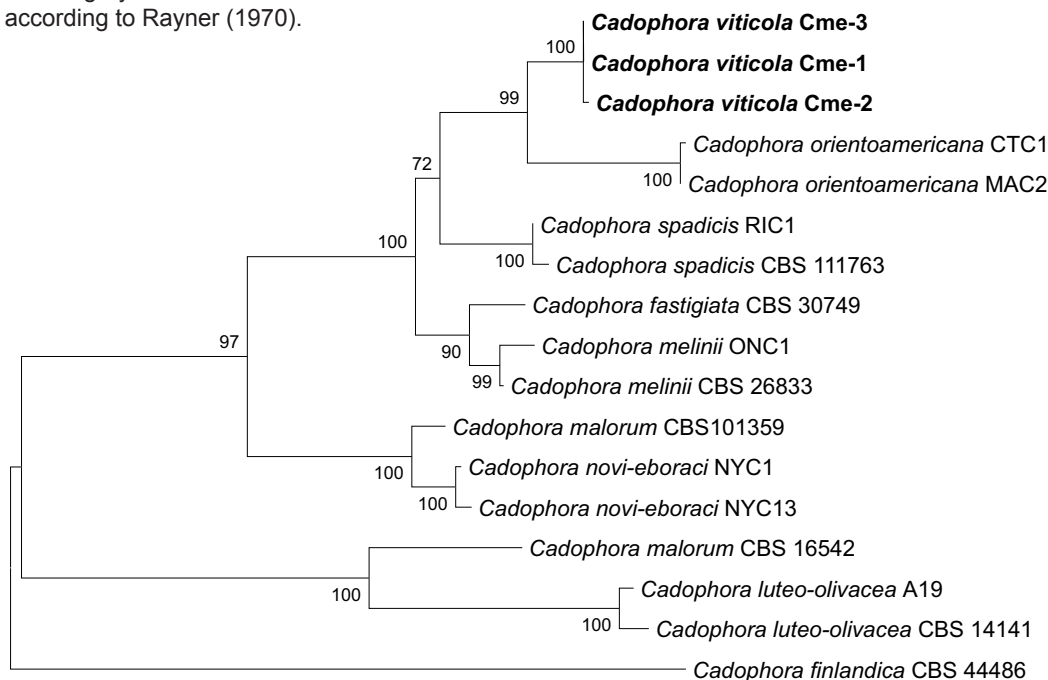 according to Rayner (1970).
Cadophora viticola Cme-3
100
Cadophora viticola Cme-1
99
Cadophora viticola Cme-2
Cadophora orientoamericana CTC1
72
100
Cadophora orientoamericana MAC2
Cadophora spadicis RIC1
100
100
Cadophora spadicis CBS 111763
Cadophora fastigiata CBS 30749
97
90
Cadophora melinii ONC1
99
Cadophora melinii CBS 26833
Cadophora malorum CBS101359
100
Cadophora novi-eboraci NYC1
100
Cadophora novi-eboraci NYC13
Cadophora malorum CBS 16542
100
Cadophora luteo-olivacea A19
100
Cadophora luteo-olivacea CBS 14141
Cadophora finlandica CBS 44486